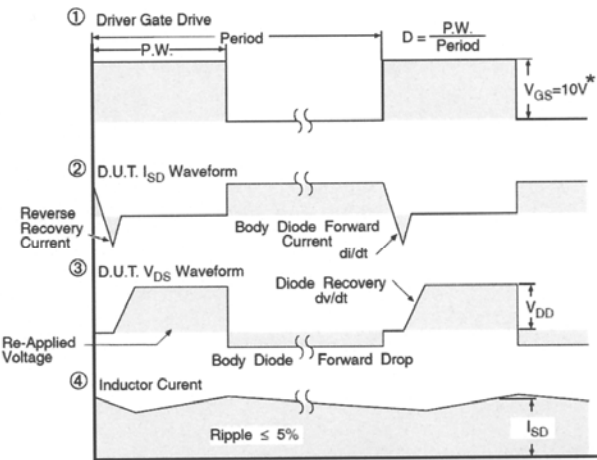 ① Driver Gate Drive
Period
P.W.
D = P.W. / Period
V_GS=10V*
② D.U.T. I_SD Waveform
Reverse
Recovery
Current
Body Diode Forward
Current
di/dt
③ D.U.T. V_DS Waveform
Diode Recovery
dv/dt
V_DD
Re-Applied
Voltage
Body Diode Forward Drop
④ Inductor Curent
Ripple ≤ 5%
I_SD